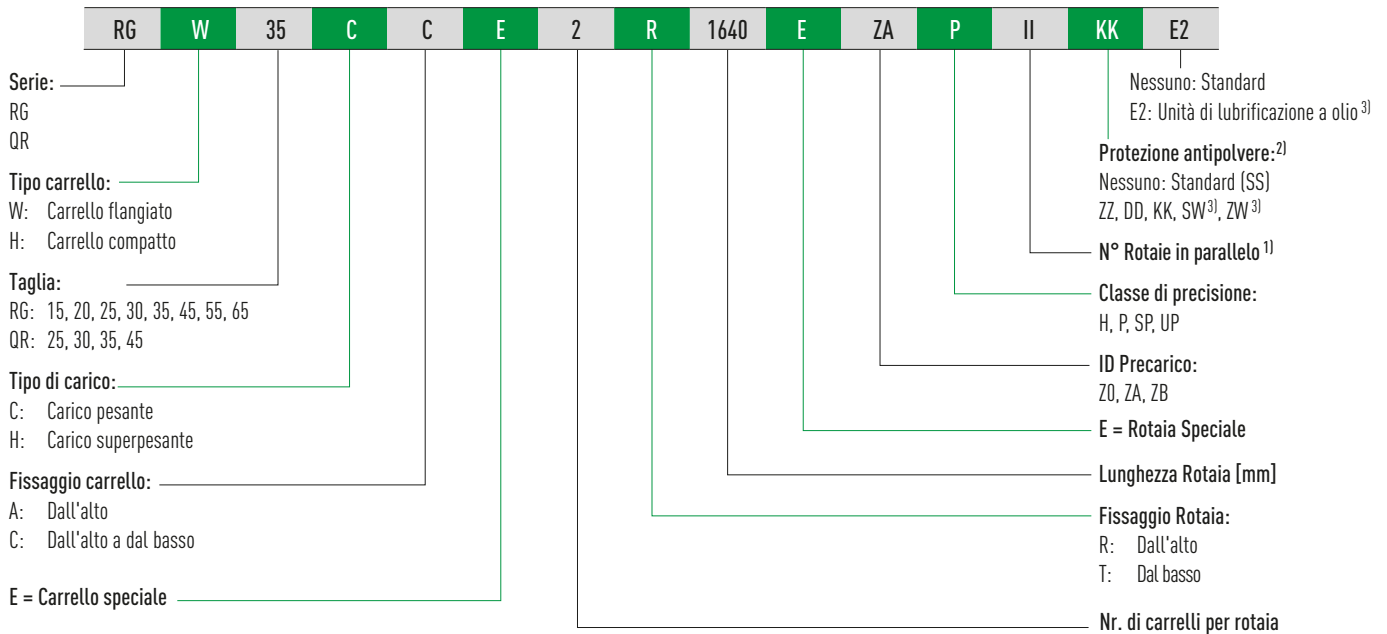 RG W 35 C C E 2 R 1640 E ZA P II KK E2
Serie:
RG
QR
Tipo carrello:
W: Carrello flangiato
H: Carrello compatto
Taglia:
RG: 15, 20, 25, 30, 35, 45, 55, 65
QR: 25, 30, 35, 45
Tipo di carico:
C: Carico pesante
H: Carico superpesante
Fissaggio carrello:
A: Dall'alto
C: Dall'alto a dal basso
E = Carrello speciale
Nessuno: Standard
E2: Unità di lubrificazione a olio 3)
Protezione antipolvere:2)
Nessuno: Standard (SS)
ZZ, DD, KK, SW3), ZW3)
N° Rotaie in parallelo 1)
Classe di precisione:
H, P, SP, UP
ID Precarico:
Z0, ZA, ZB
E = Rotaia Speciale
Lunghezza Rotaia [mm]
Fissaggio Rotaia:
R: Dall'alto
T: Dal basso
Nr. di carrelli per rotaia